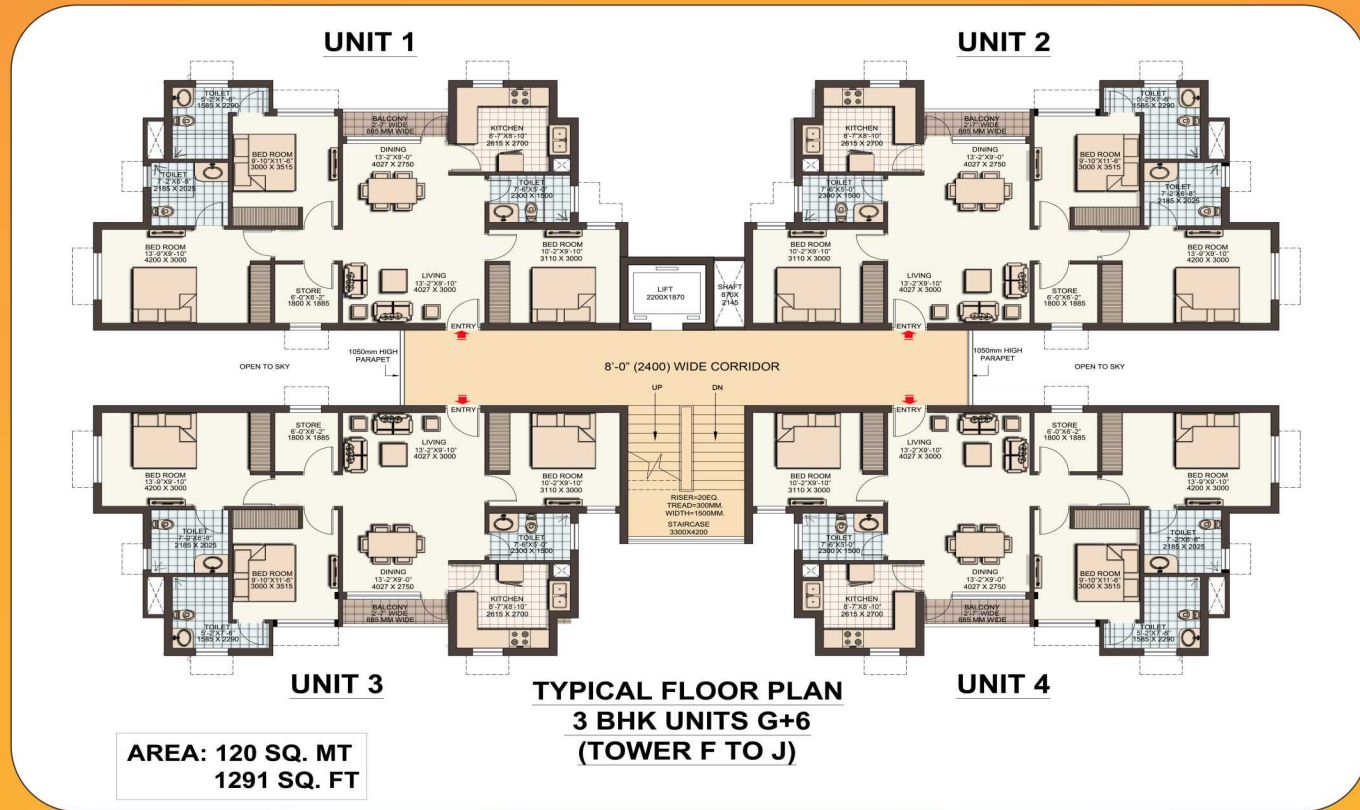 UNIT 1
UNIT 2
TOILET
5'-2"X7'-6"
1585 X 2290
BALCONY
2'-7" WIDE
885 MM WIDE
KITCHEN
8'-7"X8'-10"
2615 X 2700
BED ROOM
9'-10"X11'-6"
3000 X 3515
DINING
13'-2"X9'-0"
4027 X 2750
TOILET
7'-2"X6'-8"
2185 X 2025
TOILET
7'-6"X5'-0"
2300 X 1500
BED ROOM
13'-9"X9'-10"
4200 X 3000
STORE
6'-0"X6'-2"
1800 X 1885
LIVING
13'-2"X9'-10"
4027 X 3000
BED ROOM
10'-2"X9'-10"
3110 X 3000
ENTRY
LIFT
2200X1870
SHAFT
870X
2145
KITCHEN
8'-7"X8'-10"
2615 X 2700
BALCONY
2'-7" WIDE
885 MM WIDE
TOILET
5'-2"X7'-6"
1585 X 2290
DINING
13'-2"X9'-0"
4027 X 2750
BED ROOM
9'-10"X11'-6"
3000 X 3515
TOILET
7'-6"X5'-0"
2300 X 1500
TOILET
7'-2"X6'-8"
2185 X 2025
BED ROOM
10'-2"X9'-10"
3110 X 3000
LIVING
13'-2"X9'-10"
4027 X 3000
STORE
6'-0"X6'-2"
1800 X 1885
BED ROOM
13'-9"X9'-10"
4200 X 3000
ENTRY
OPEN TO SKY
1050mm HIGH
PARAPET
8'-0" (2400) WIDE CORRIDOR
1050mm HIGH
PARAPET
OPEN TO SKY
UP
DN
RISER=20EQ.
TREAD=300MM.
WIDTH=1500MM.
STAIRCASE
3300X4200
ENTRY
STORE
6'-0"X6'-2"
1800 X 1885
LIVING
13'-2"X9'-10"
4027 X 3000
BED ROOM
13'-9"X9'-10"
4200 X 3000
BED ROOM
10'-2"X9'-10"
3110 X 3000
TOILET
7'-2"X6'-8"
2185 X 2025
TOILET
7'-6"X5'-0"
2300 X 1500
BED ROOM
9'-10"X11'-6"
3000 X 3515
DINING
13'-2"X9'-0"
4027 X 2750
KITCHEN
8'-7"X8'-10"
2615 X 2700
BALCONY
2'-7" WIDE
885 MM WIDE
TOILET
5'-2"X7'-6"
1585 X 2290
ENTRY
LIVING
13'-2"X9'-10"
4027 X 3000
STORE
6'-0"X6'-2"
1800 X 1885
BED ROOM
10'-2"X9'-10"
3110 X 3000
BED ROOM
13'-9"X9'-10"
4200 X 3000
TOILET
7'-6"X5'-0"
2300 X 1500
TOILET
7'-2"X6'-8"
2185 X 2025
DINING
13'-2"X9'-0"
4027 X 2750
BED ROOM
9'-10"X11'-6"
3000 X 3515
KITCHEN
8'-7"X8'-10"
2615 X 2700
BALCONY
2'-7" WIDE
885 MM WIDE
TOILET
5'-2"X7'-6"
1585 X 2290
UNIT 3
UNIT 4
TYPICAL FLOOR PLAN
3 BHK UNITS G+6
(TOWER F TO J)
AREA: 120 SQ. MT
1291 SQ. FT